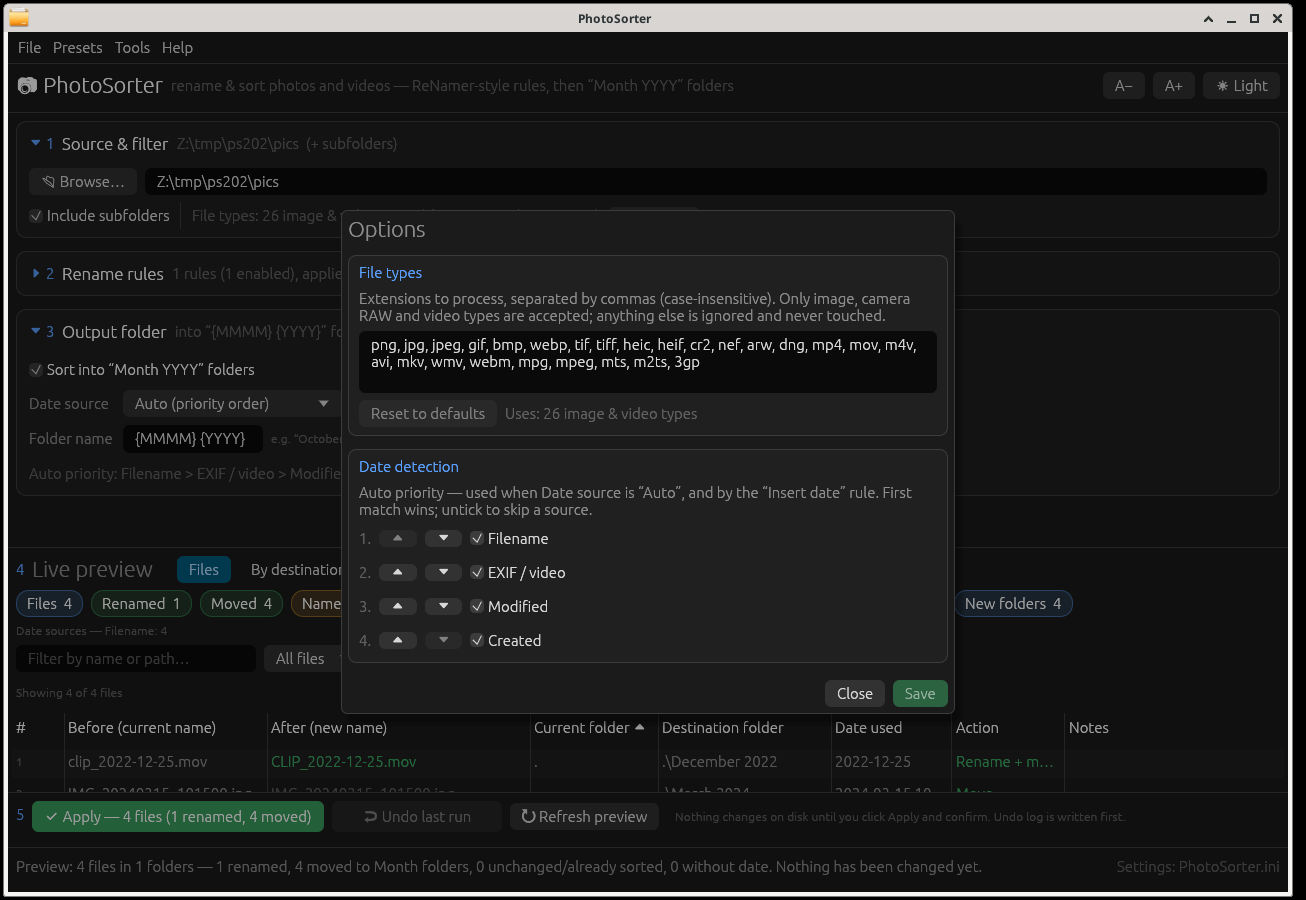 PhotoSorter
File Presets Tools Help
PhotoSorter rename & sort photos and videos — ReNamer-style rules, then “Month YYYY” folders
A− A+ ☀ Light
1 Source & filter Z:\tmp\ps202\pics (+ subfolders)
Browse… Z:\tmp\ps202\pics
Include subfolders File types: 26 image &
2 Rename rules 1 rules (1 enabled), applie
3 Output folder into “{MMMM} {YYYY}” fo
Sort into “Month YYYY” folders
Date source Auto (priority order)
Folder name {MMMM} {YYYY} e.g. “October
Auto priority: Filename > EXIF / video > Modifie
Options
File types
Extensions to process, separated by commas (case-insensitive). Only image, camera
RAW and video types are accepted; anything else is ignored and never touched.
png, jpg, jpeg, gif, bmp, webp, tif, tiff, heic, heif, cr2, nef, arw, dng, mp4, mov, m4v,
avi, mkv, wmv, webm, mpg, mpeg, mts, m2ts, 3gp
Reset to defaults Uses: 26 image & video types
Date detection
Auto priority — used when Date source is “Auto”, and by the “Insert date” rule. First
match wins; untick to skip a source.
1. Filename
2. EXIF / video
3. Modified
4. Created
Close Save
4 Live preview Files By destination
Files 4 Renamed 1 Moved 4 Name New folders 4
Date sources — Filename: 4
Filter by name or path… All files
Showing 4 of 4 files
# Before (current name) After (new name) Current folder Destination folder Date used Action Notes
1 clip_2022-12-25.mov CLIP_2022-12-25.mov . .\December 2022 2022-12-25 Rename + m…
5 ✓ Apply — 4 files (1 renamed, 4 moved) Undo last run Refresh preview Nothing changes on disk until you click Apply and confirm. Undo log is written first.
Preview: 4 files in 1 folders — 1 renamed, 4 moved to Month folders, 0 unchanged/already sorted, 0 without date. Nothing has been changed yet. Settings: PhotoSorter.ini